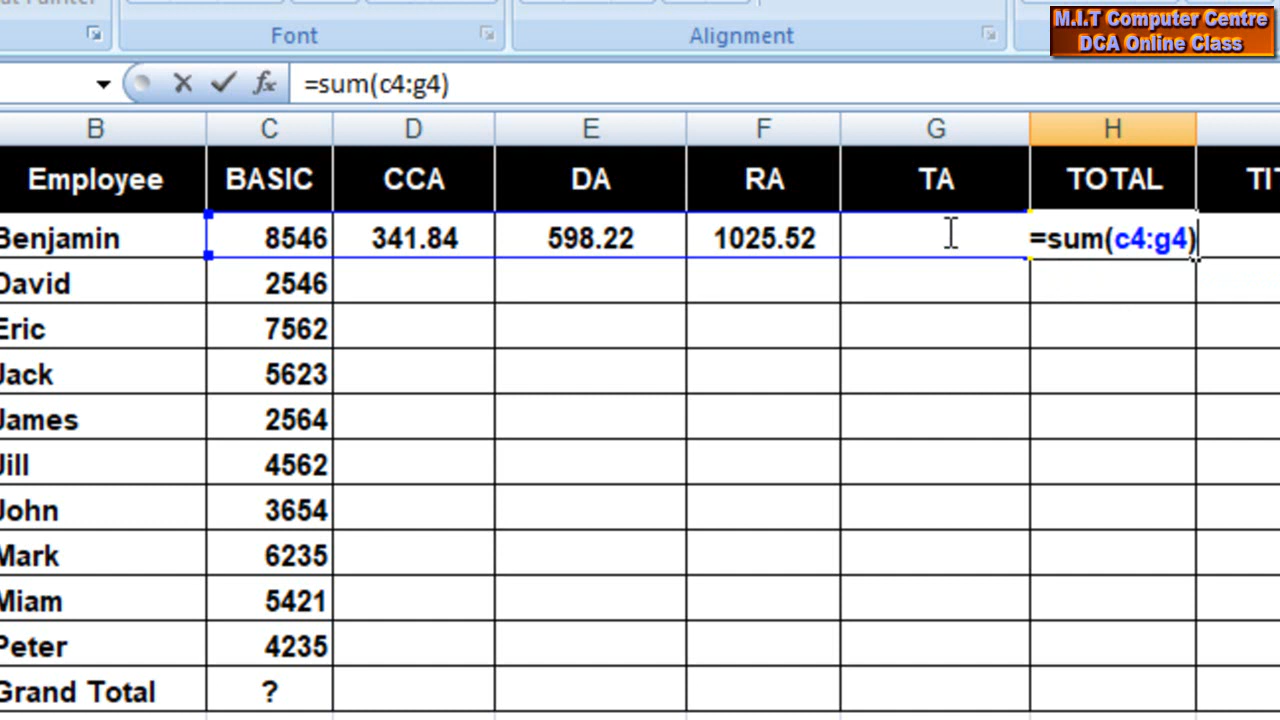 M.I.T Computer Centre
DCA Online Class
Font Alignment
fx =sum(c4:g4)
B C D E F G H
Employee BASIC CCA DA RA TA TOTAL
Benjamin 8546 341.84 598.22 1025.52 =sum(c4:g4)
David 2546
Eric 7562
Jack 5623
James 2564
Jill 4562
John 3654
Mark 6235
Miam 5421
Peter 4235
Grand Total ?